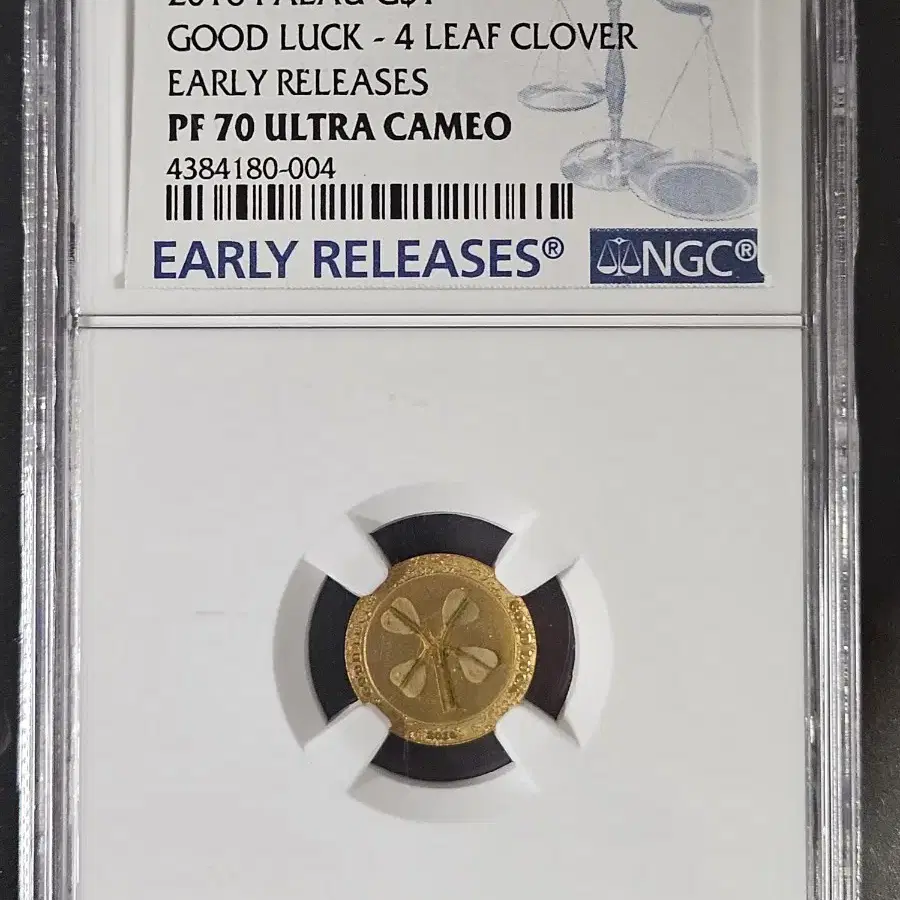 GOOD LUCK - 4 LEAF CLOVER
EARLY RELEASES
PF 70 ULTRA CAMEO
4384180-004
EARLY RELEASES®
NGC®